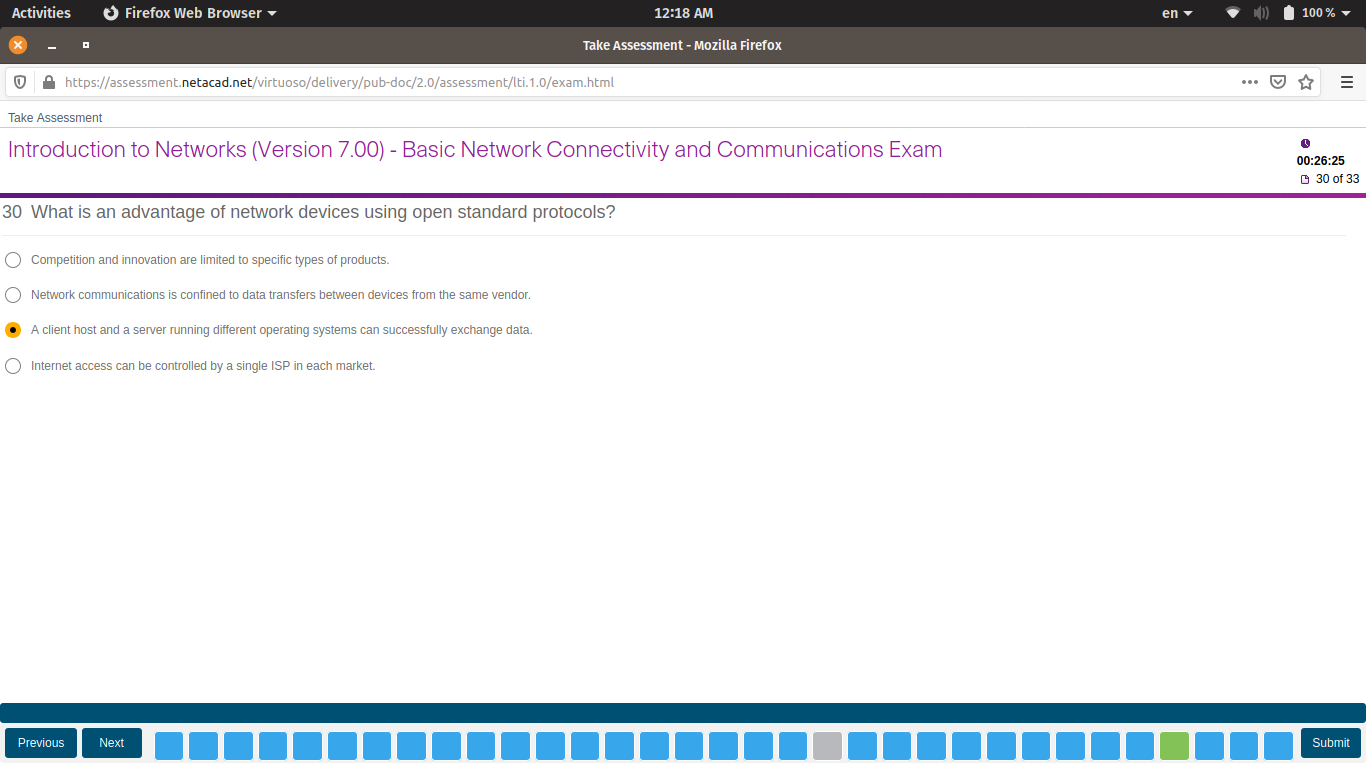 Activities Firefox Web Browser 12:18 AM en 100 %
Take Assessment - Mozilla Firefox
https://assessment.netacad.net/virtuoso/delivery/pub-doc/2.0/assessment/lti.1.0/exam.html
Take Assessment
Introduction to Networks (Version 7.00) - Basic Network Connectivity and Communications Exam
00:26:25
30 of 33
30 What is an advantage of network devices using open standard protocols?
Competition and innovation are limited to specific types of products.
Network communications is confined to data transfers between devices from the same vendor.
A client host and a server running different operating systems can successfully exchange data.
Internet access can be controlled by a single ISP in each market.
Previous Next Submit